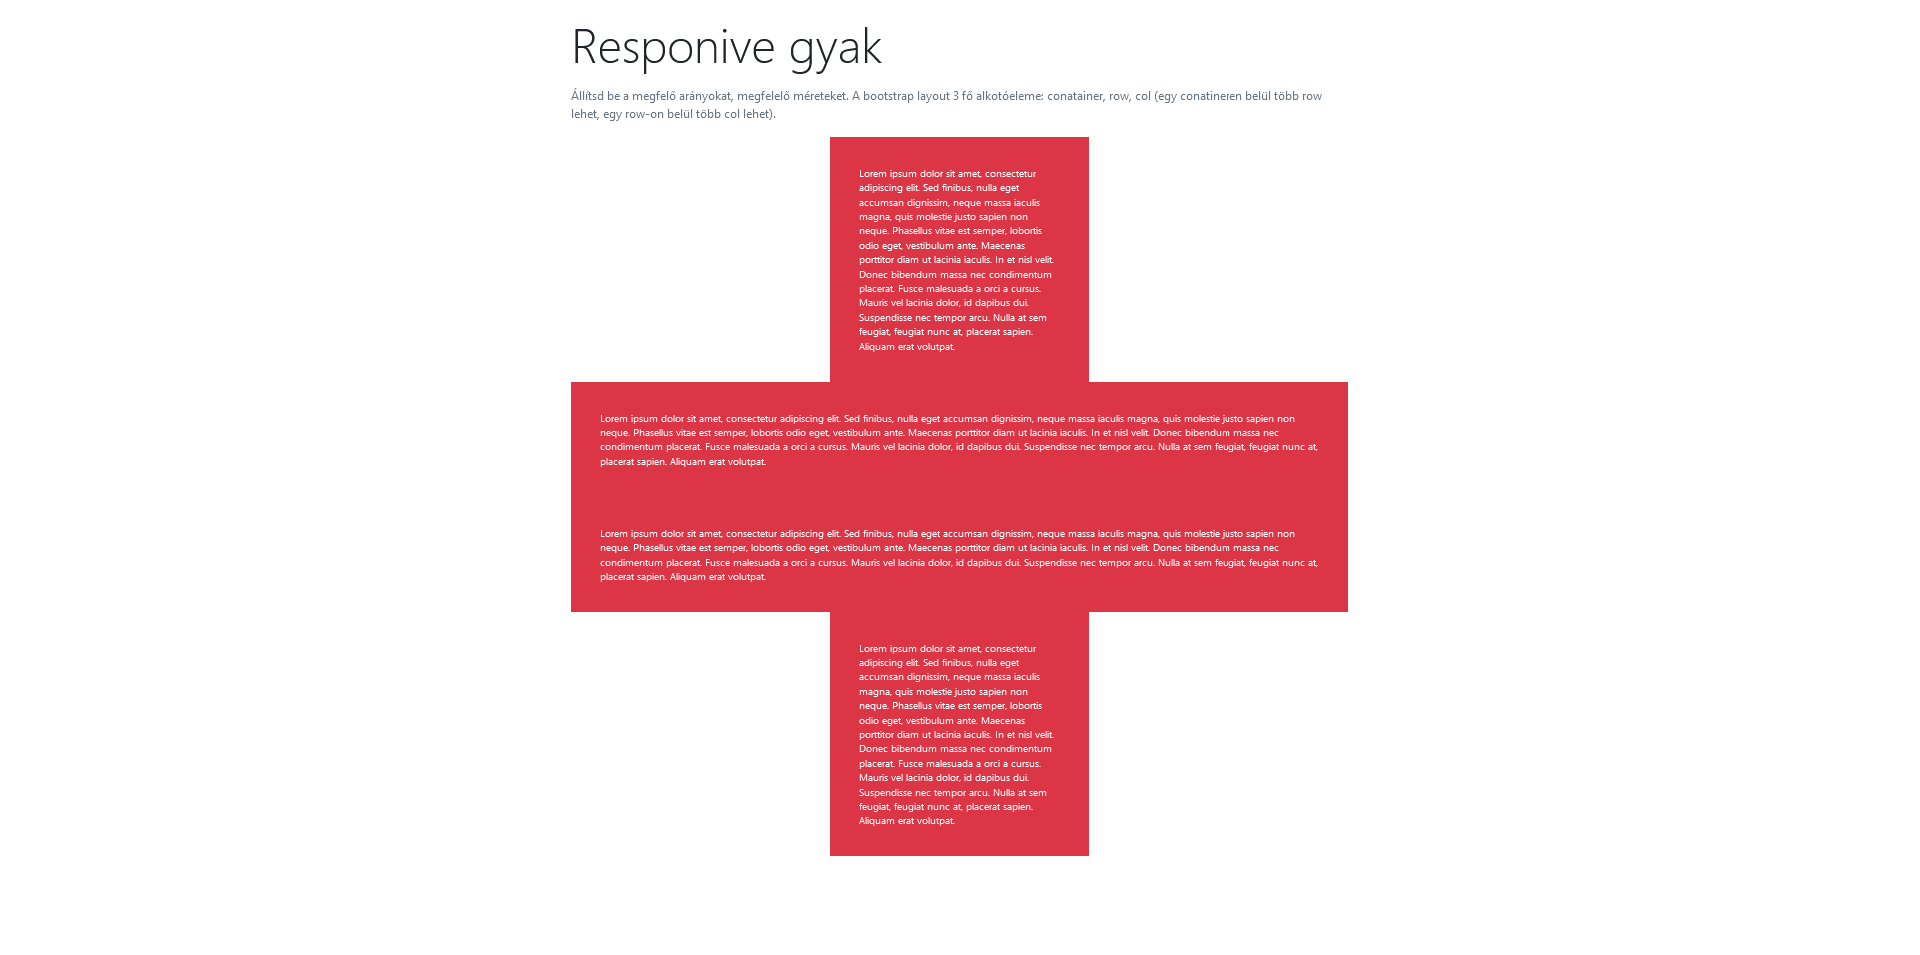 Responive gyak
Állítsd be a megfelő arányokat, megfelelő méreteket. A bootstrap layout 3 fő alkotóeleme: conatainer, row, col (egy conatineren belül több row
lehet, egy row-on belül több col lehet).
Lorem ipsum dolor sit amet, consectetur
adipiscing elit. Sed finibus, nulla eget
accumsan dignissim, neque massa iaculis
magna, quis molestie justo sapien non
neque. Phasellus vitae est semper, lobortis
odio eget, vestibulum ante. Maecenas
porttitor diam ut lacinia iaculis. In et nisl velit.
Donec bibendum massa nec condimentum
placerat. Fusce malesuada a orci a cursus.
Mauris vel lacinia dolor, id dapibus dui.
Suspendisse nec tempor arcu. Nulla at sem
feugiat, feugiat nunc at, placerat sapien.
Aliquam erat volutpat.
Lorem ipsum dolor sit amet, consectetur adipiscing elit. Sed finibus, nulla eget accumsan dignissim, neque massa iaculis magna, quis molestie justo sapien non
neque. Phasellus vitae est semper, lobortis odio eget, vestibulum ante. Maecenas porttitor diam ut lacinia iaculis. In et nisl velit. Donec bibendum massa nec
condimentum placerat. Fusce malesuada a orci a cursus. Mauris vel lacinia dolor, id dapibus dui. Suspendisse nec tempor arcu. Nulla at sem feugiat, feugiat nunc at,
placerat sapien. Aliquam erat volutpat.
Lorem ipsum dolor sit amet, consectetur adipiscing elit. Sed finibus, nulla eget accumsan dignissim, neque massa iaculis magna, quis molestie justo sapien non
neque. Phasellus vitae est semper, lobortis odio eget, vestibulum ante. Maecenas porttitor diam ut lacinia iaculis. In et nisl velit. Donec bibendum massa nec
condimentum placerat. Fusce malesuada a orci a cursus. Mauris vel lacinia dolor, id dapibus dui. Suspendisse nec tempor arcu. Nulla at sem feugiat, feugiat nunc at,
placerat sapien. Aliquam erat volutpat.
Lorem ipsum dolor sit amet, consectetur
adipiscing elit. Sed finibus, nulla eget
accumsan dignissim, neque massa iaculis
magna, quis molestie justo sapien non
neque. Phasellus vitae est semper, lobortis
odio eget, vestibulum ante. Maecenas
porttitor diam ut lacinia iaculis. In et nisl velit.
Donec bibendum massa nec condimentum
placerat. Fusce malesuada a orci a cursus.
Mauris vel lacinia dolor, id dapibus dui.
Suspendisse nec tempor arcu. Nulla at sem
feugiat, feugiat nunc at, placerat sapien.
Aliquam erat volutpat.